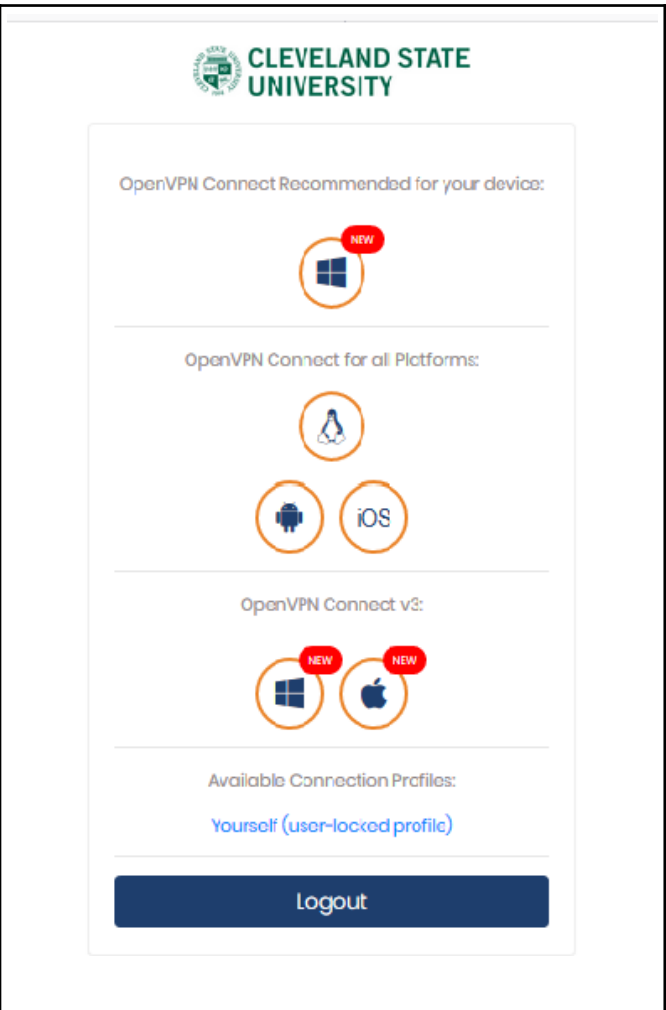 CLEVELAND STATE
UNIVERSITY
OpenVPN Connect Recommended for your device:
NEW
OpenVPN Connect for all Platforms:
iOS
OpenVPN Connect v3:
NEW
NEW
Available Connection Profiles:
Yourself (user-locked profile)
Logout